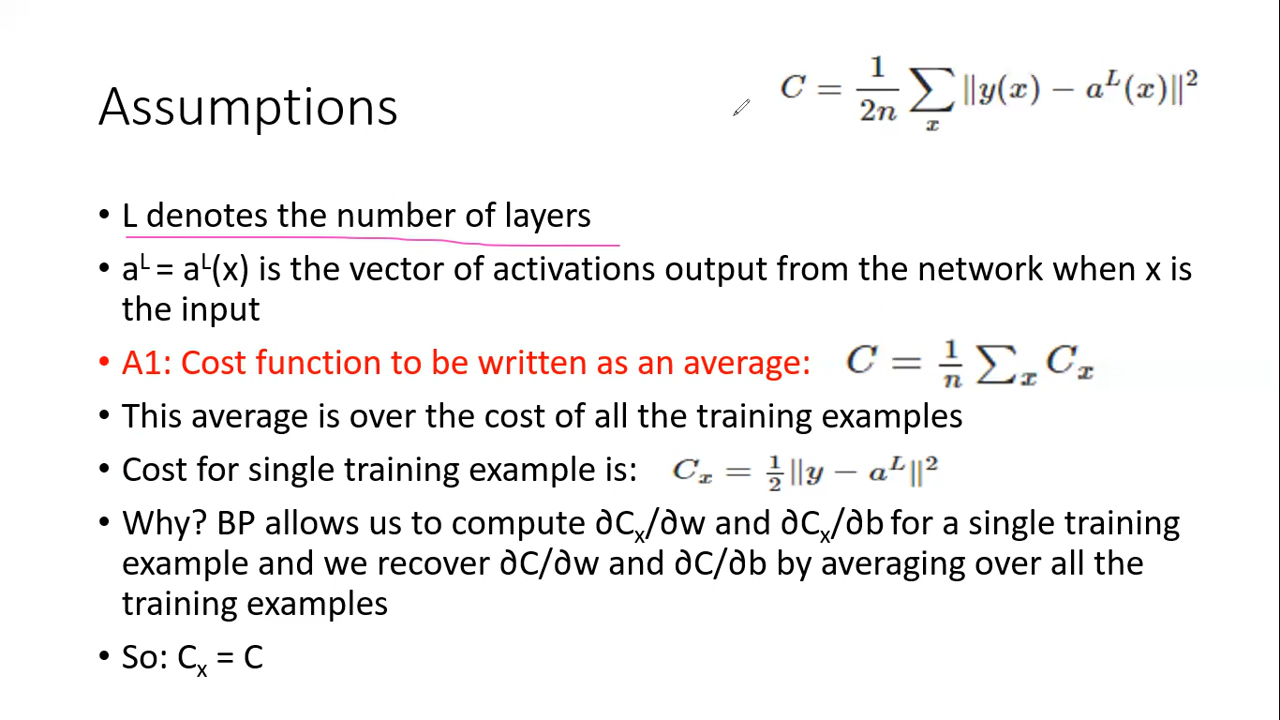 Assumptions
C = 1/2n ∑x ‖y(x) − aᴸ(x)‖²
• L denotes the number of layers
• aᴸ = aᴸ(x) is the vector of activations output from the network when x is
the input
• A1: Cost function to be written as an average: C = 1/n ∑x Cx
• This average is over the cost of all the training examples
• Cost for single training example is: Cx = 1/2 ‖y − aᴸ‖²
• Why? BP allows us to compute ∂Cx/∂w and ∂Cx/∂b for a single training
example and we recover ∂C/∂w and ∂C/∂b by averaging over all the
training examples
• So: Cx = C